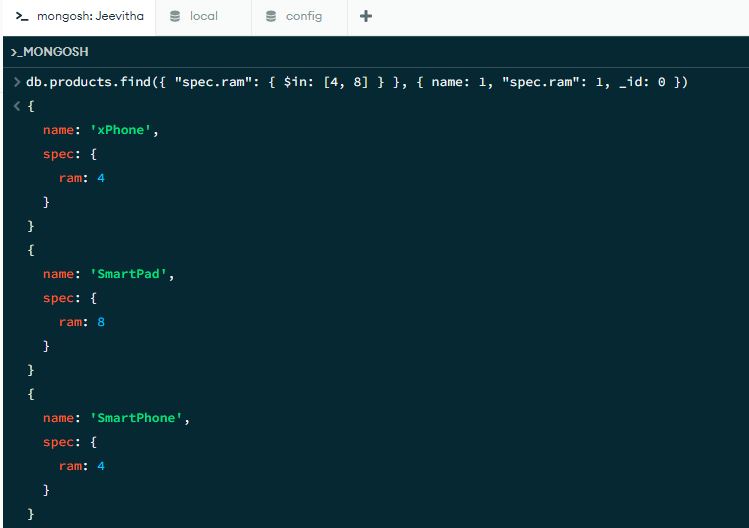 >_ mongosh: Jeevitha local config +
>_MONGOSH
> db.products.find({ "spec.ram": { $in: [4, 8] } }, { name: 1, "spec.ram": 1, _id: 0 })
< {
name: 'xPhone',
spec: {
ram: 4
}
}
{
name: 'SmartPad',
spec: {
ram: 8
}
}
{
name: 'SmartPhone',
spec: {
ram: 4
}
}